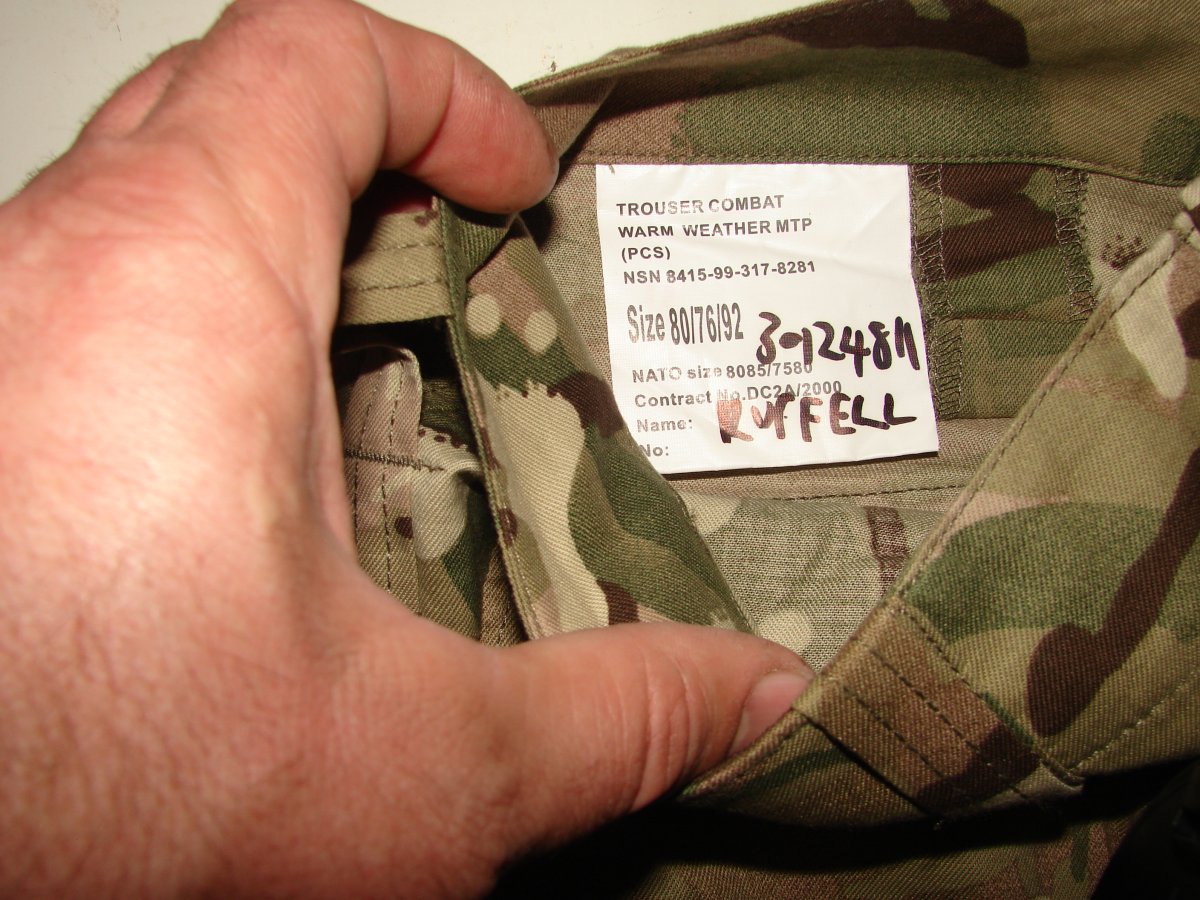 TROUSER COMBAT
WARM WEATHER MTP
(PCS)
NSN 8415-99-317-8281
Size 80/76/92
NATO size 8085/7580
Contract No.DC2A/2000
Name: RUFFELL
No: